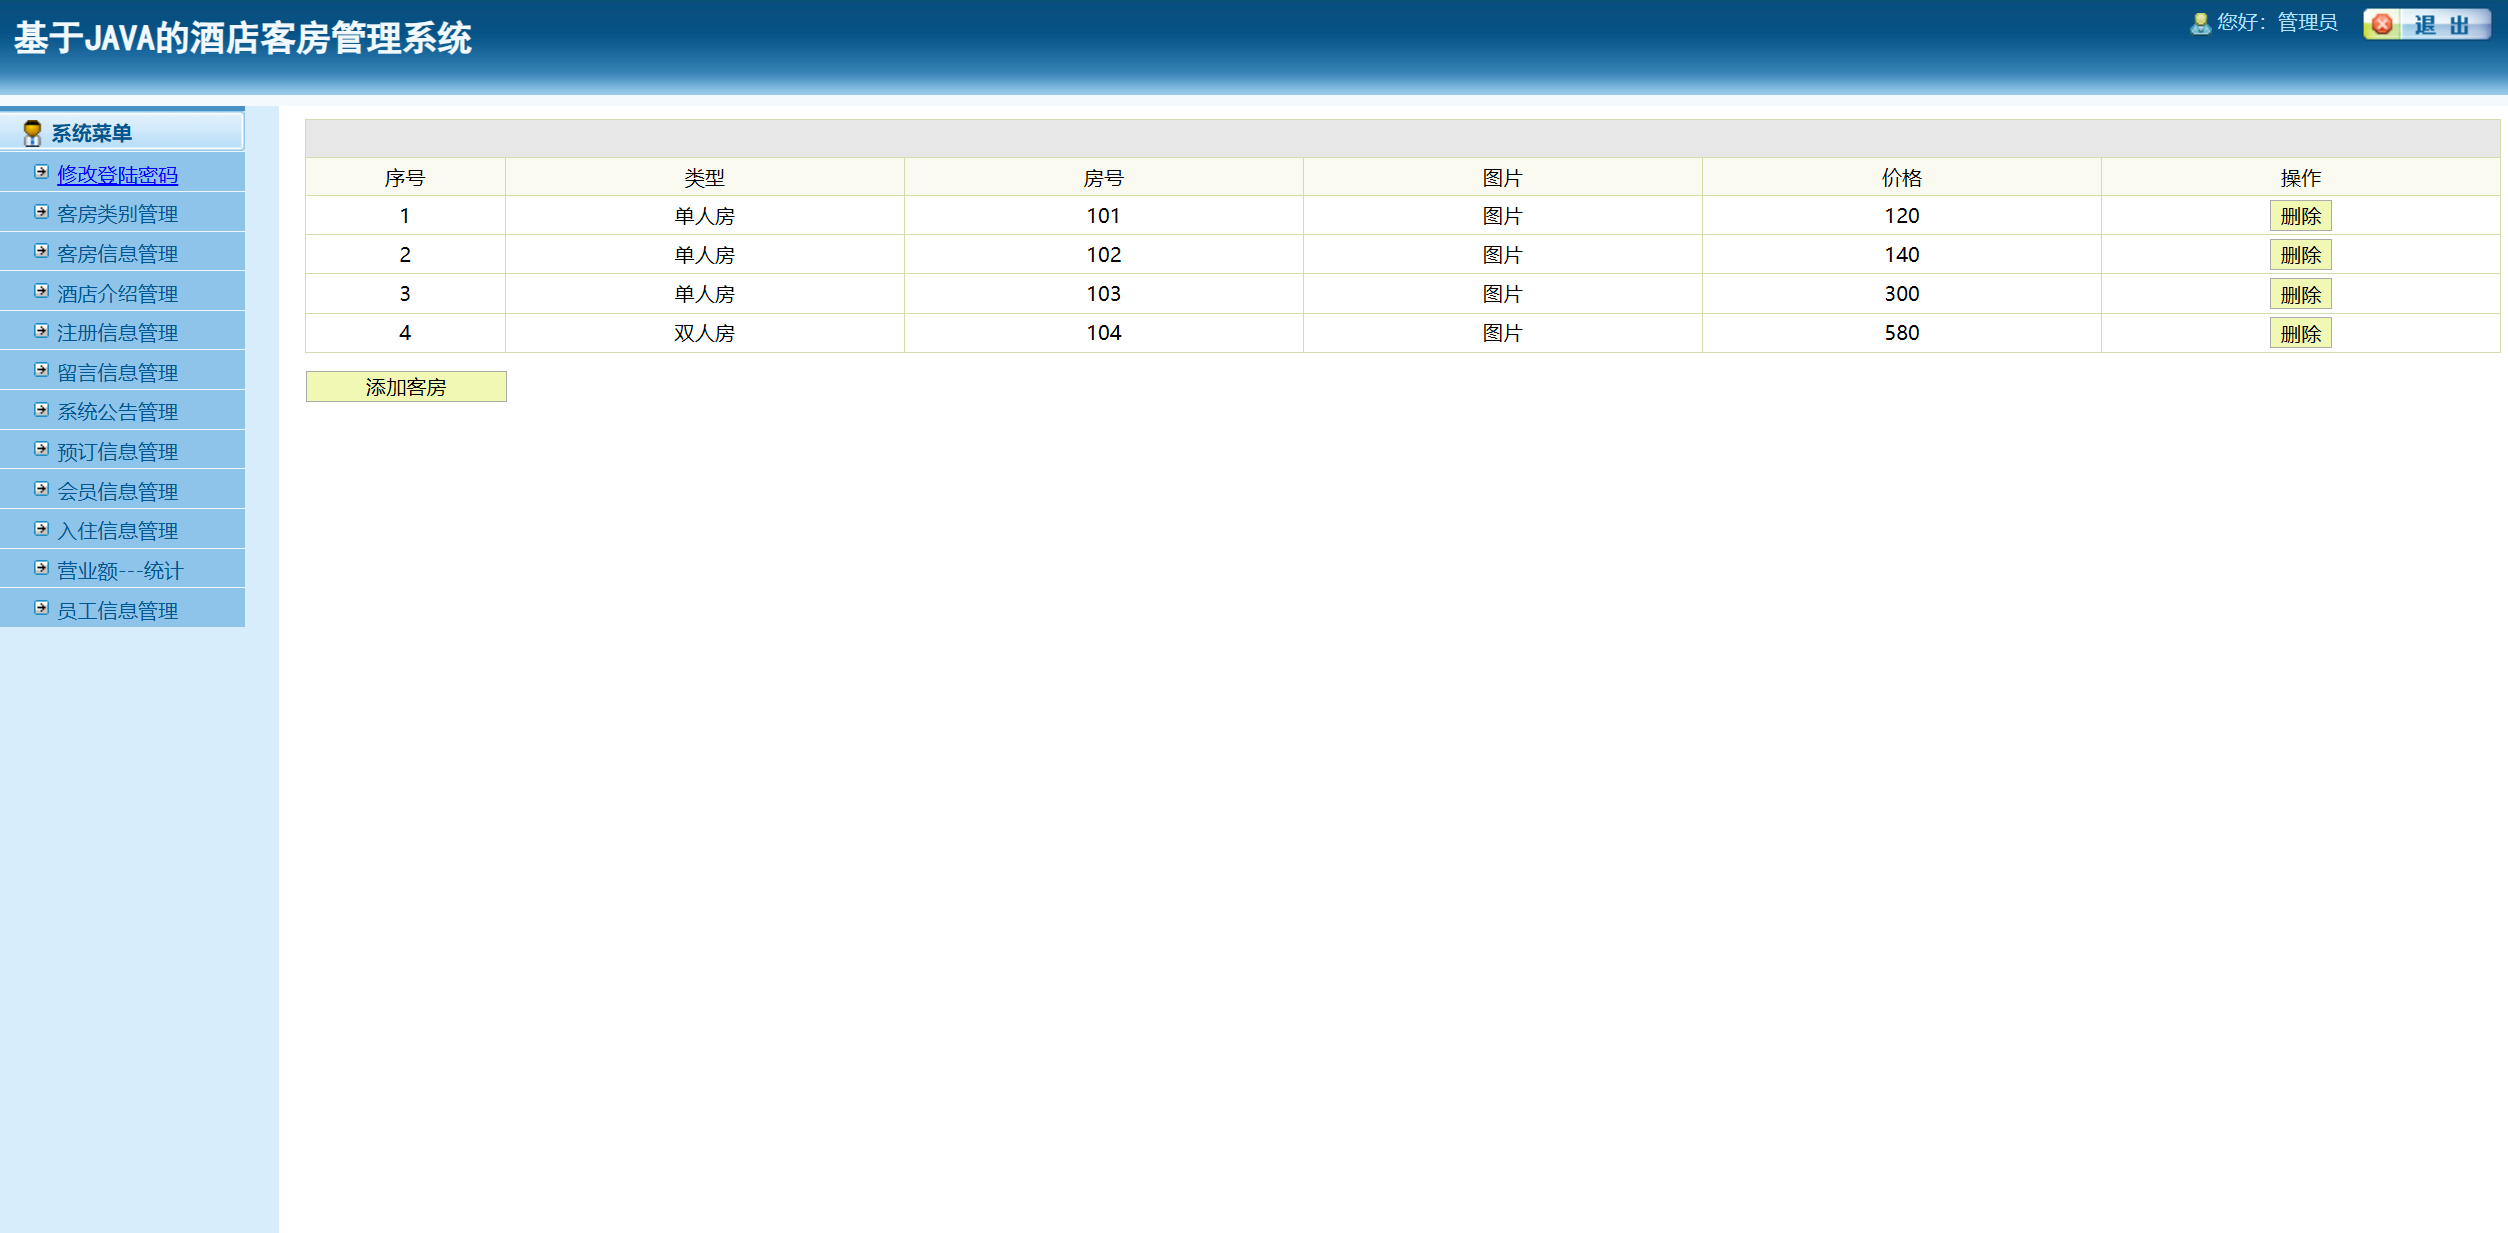 基于JAVA的酒店客房管理系统
您好：管理员
退 出
系统菜单
修改登陆密码
客房类别管理
客房信息管理
酒店介绍管理
注册信息管理
留言信息管理
系统公告管理
预订信息管理
会员信息管理
入住信息管理
营业额---统计
员工信息管理
序号 类型 房号 图片 价格 操作
1 单人房 101 图片 120 删除
2 单人房 102 图片 140 删除
3 单人房 103 图片 300 删除
4 双人房 104 图片 580 删除
添加客房